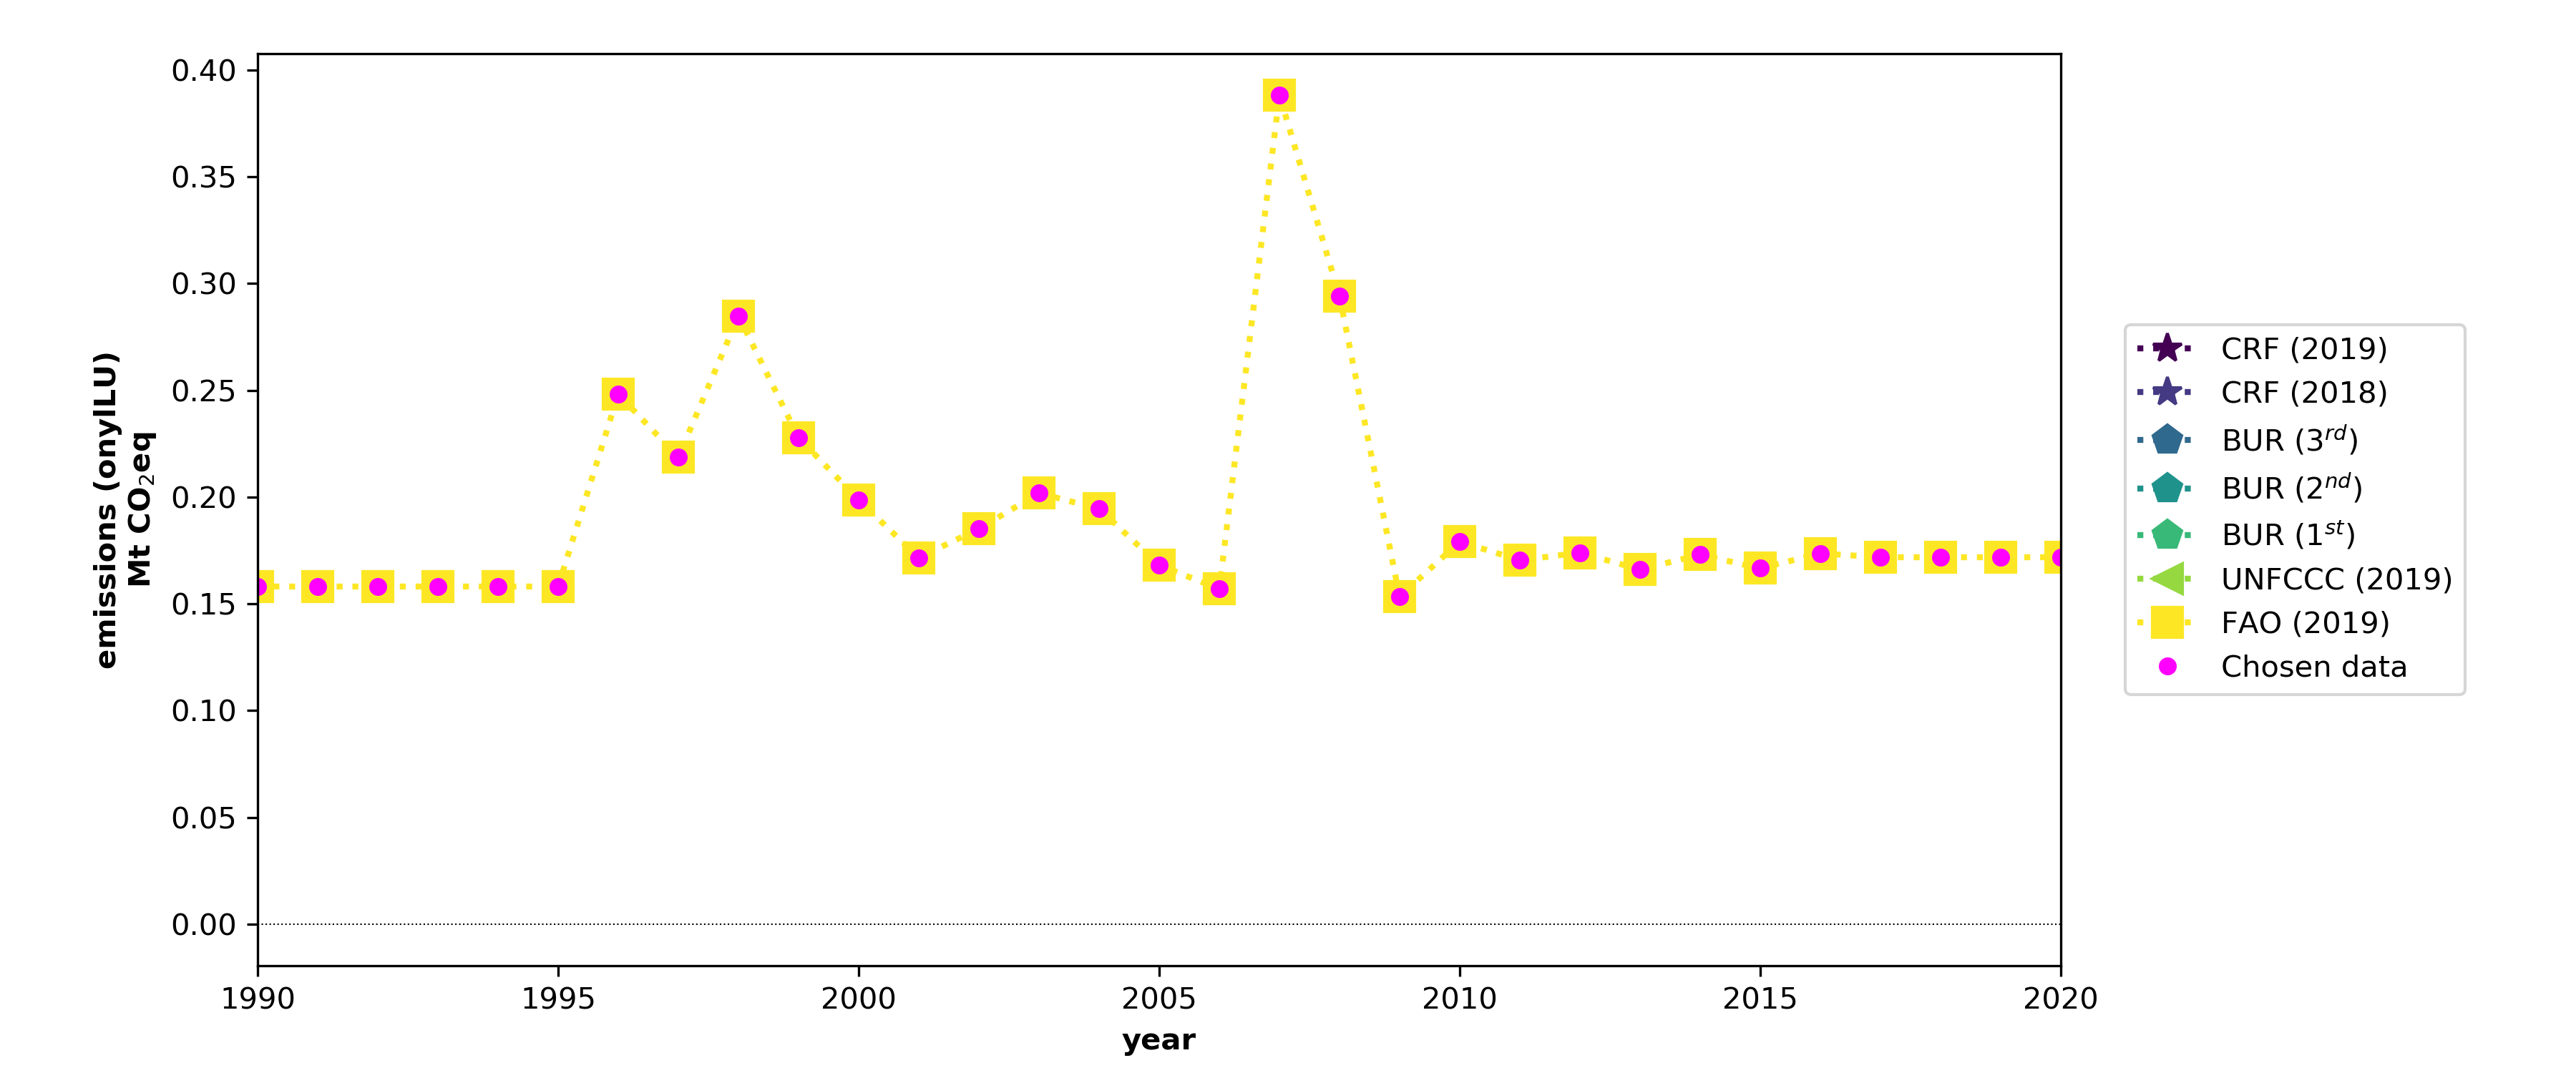 emissions (onylLU)
Mt CO₂eq
0.40
0.35
0.30
0.25
0.20
0.15
0.10
0.05
0.00
1990 1995 2000 2005 2010 2015 2020
year
CRF (2019)
CRF (2018)
BUR (3ʳᵈ)
BUR (2ⁿᵈ)
BUR (1ˢᵗ)
UNFCCC (2019)
FAO (2019)
Chosen data